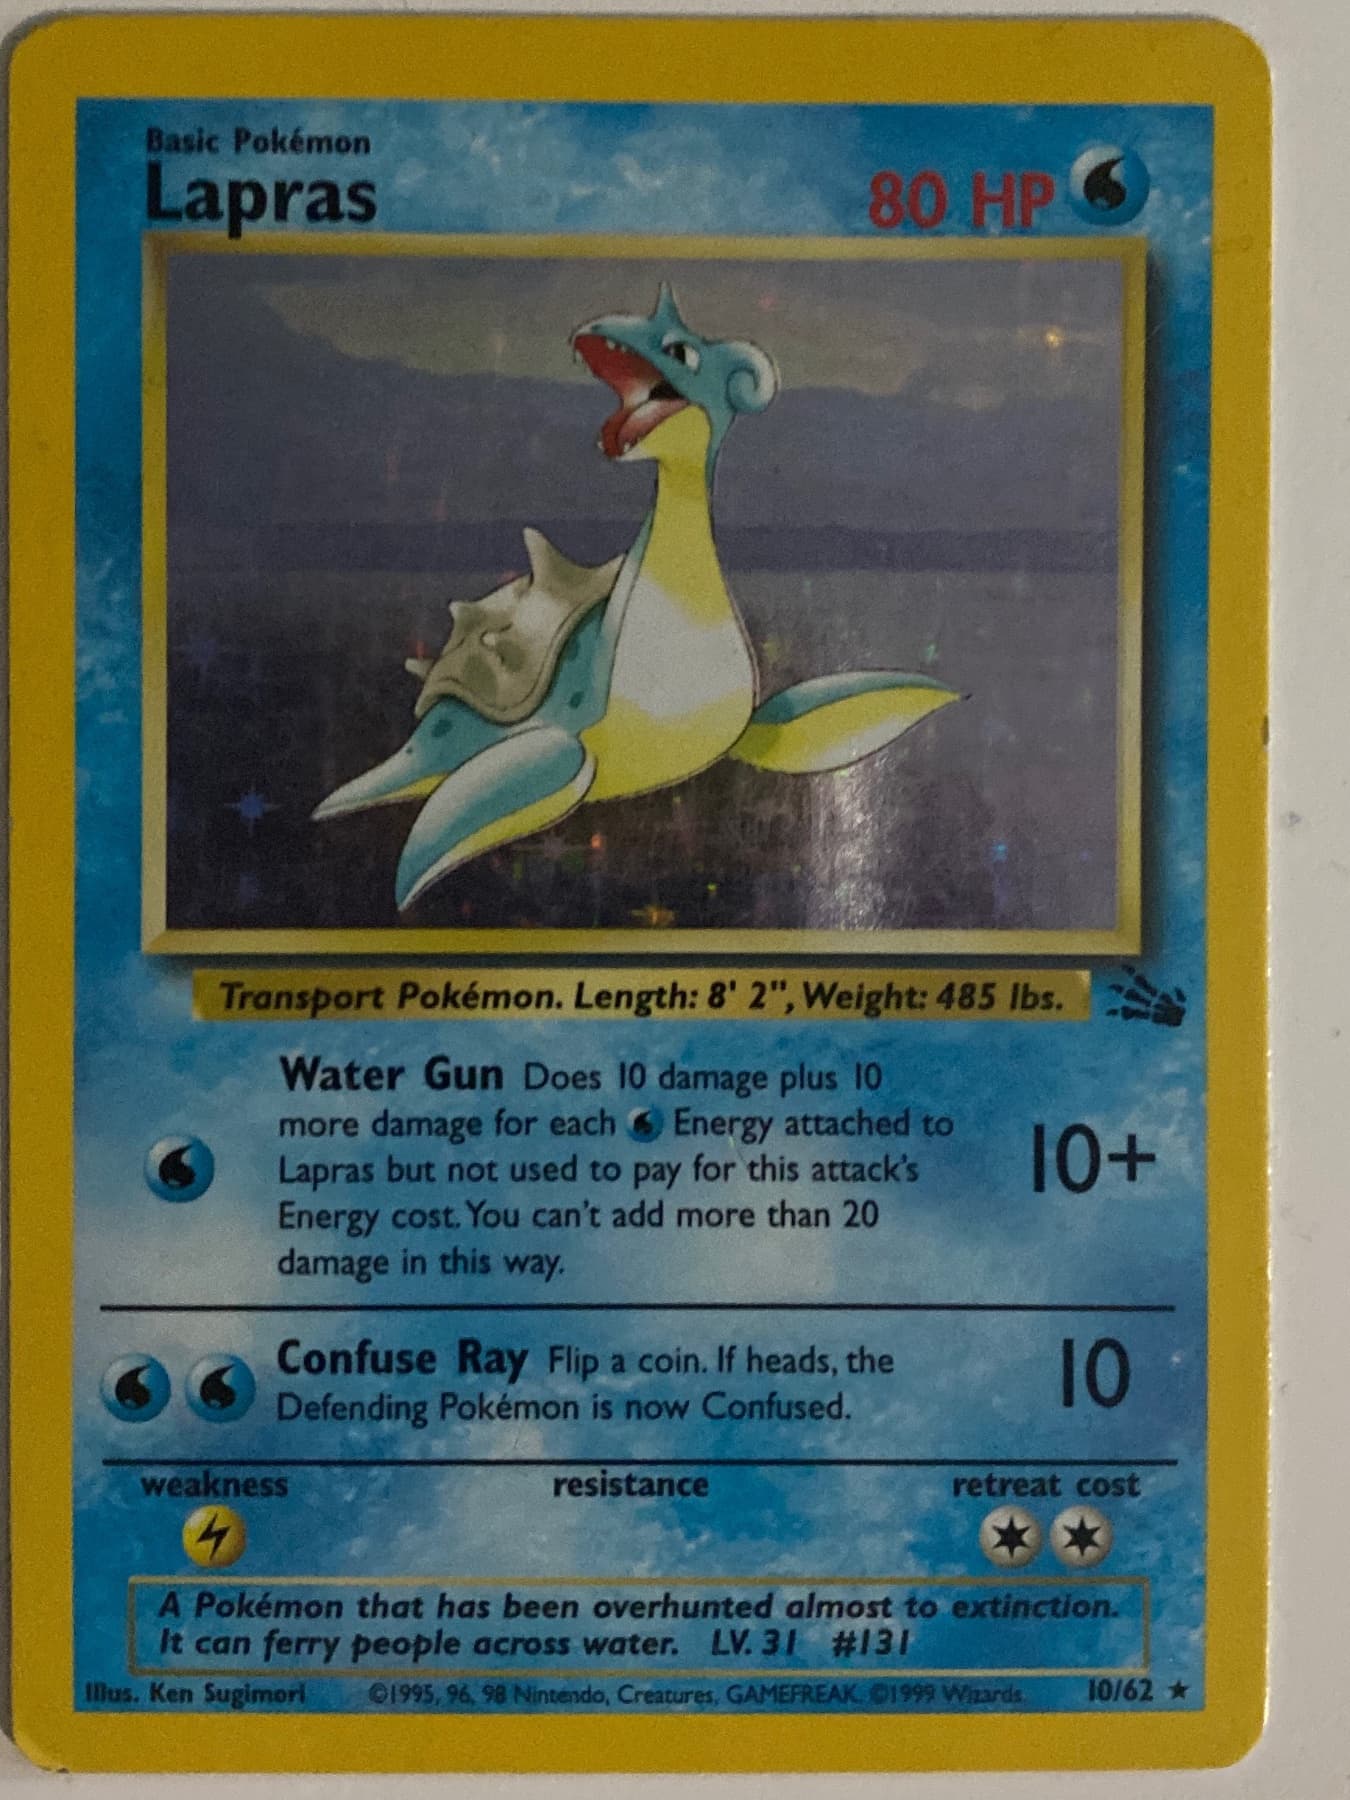 Basic Pokémon
Lapras
80 HP
Transport Pokémon. Length: 8' 2", Weight: 485 lbs.
Water Gun Does 10 damage plus 10
more damage for each Energy attached to
Lapras but not used to pay for this attack's
Energy cost. You can't add more than 20
damage in this way.
10+
Confuse Ray Flip a coin. If heads, the
Defending Pokémon is now Confused.
10
weakness resistance retreat cost
A Pokémon that has been overhunted almost to extinction.
It can ferry people across water. LV. 31 #131
Illus. Ken Sugimori ©1995, 96, 98 Nintendo, Creatures, GAMEFREAK. ©1999 Wizards. 10/62 ★